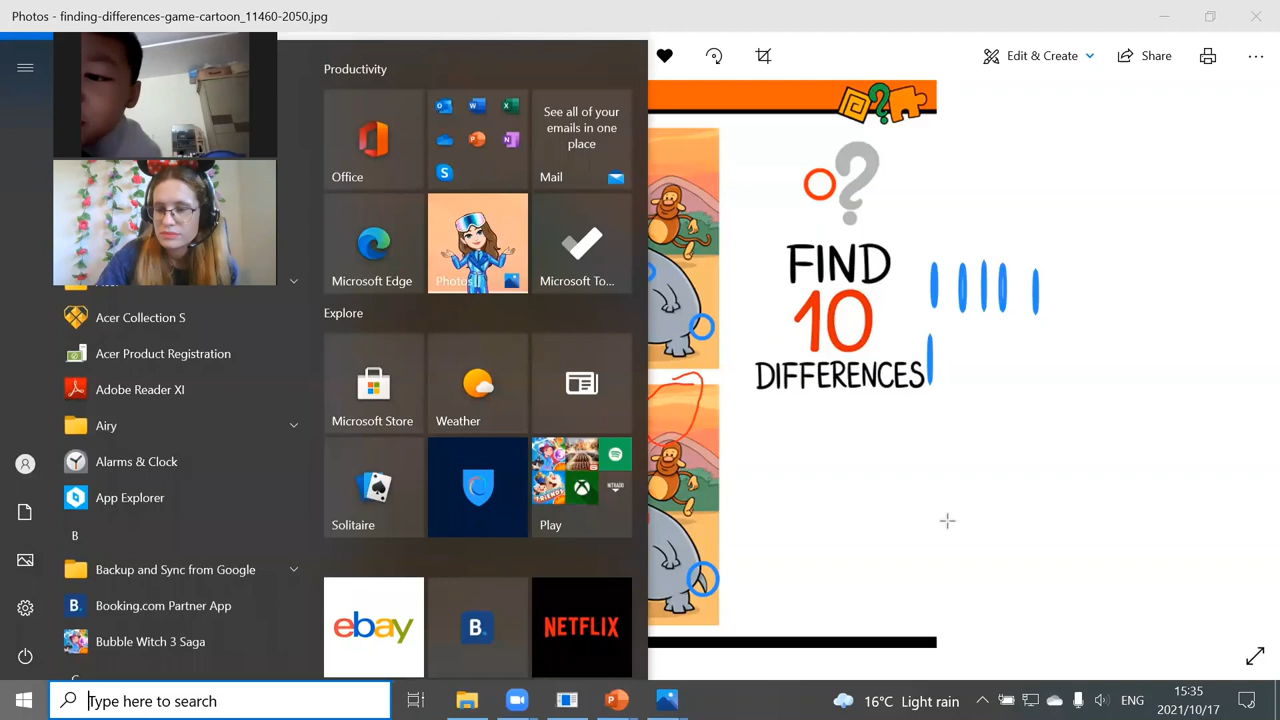 Photos - finding-differences-game-cartoon_11460-2050.jpg
Edit & Create
Share
Productivity
Office
See all of your
emails in one
place
Mail
Microsoft Edge
Photos
Microsoft To...
Explore
Microsoft Store
Weather
Solitaire
Play
FRIENDS
NITRADO
ebay
B.
NETFLIX
Acer Collection S
Acer Product Registration
Adobe Reader XI
Airy
Alarms & Clock
App Explorer
B
Backup and Sync from Google
B. Booking.com Partner App
Bubble Witch 3 Saga
?
?
FIND
10
DIFFERENCES
Type here to search
16°C Light rain
ENG
15:35
2021/10/17